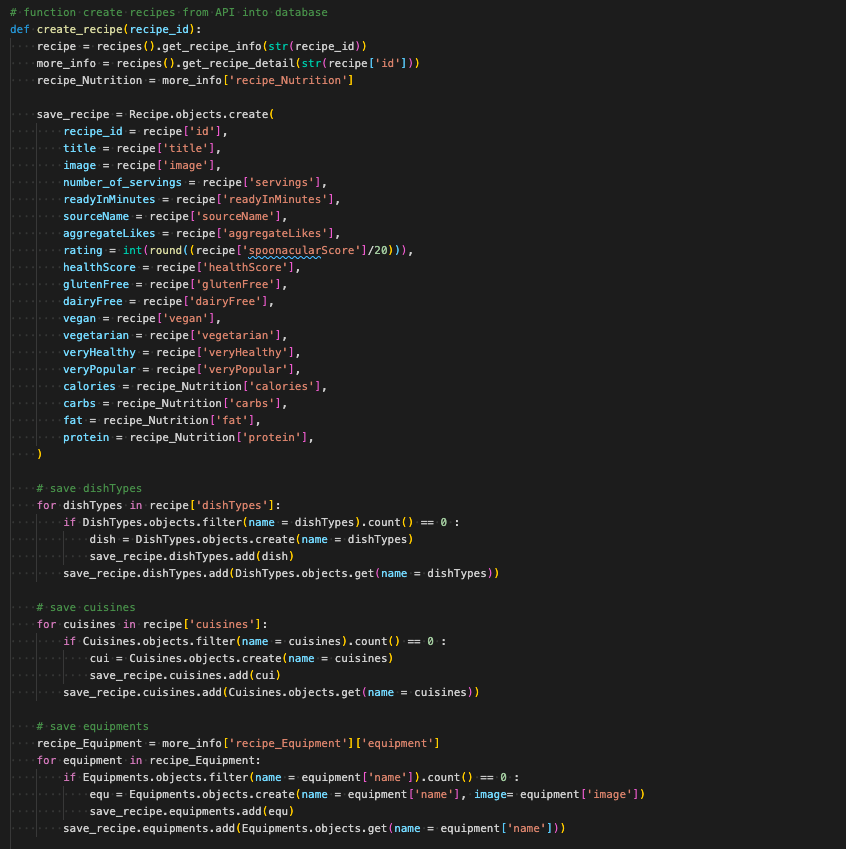 # function create recipes from API into database
def create_recipe(recipe_id):
    recipe = recipes().get_recipe_info(str(recipe_id))
    more_info = recipes().get_recipe_detail(str(recipe['id']))
    recipe_Nutrition = more_info['recipe_Nutrition']

    save_recipe = Recipe.objects.create(
        recipe_id = recipe['id'],
        title = recipe['title'],
        image = recipe['image'],
        number_of_servings = recipe['servings'],
        readyInMinutes = recipe['readyInMinutes'],
        sourceName = recipe['sourceName'],
        aggregateLikes = recipe['aggregateLikes'],
        rating = int(round((recipe['spoonacularScore']/20))),
        healthScore = recipe['healthScore'],
        glutenFree = recipe['glutenFree'],
        dairyFree = recipe['dairyFree'],
        vegan = recipe['vegan'],
        vegetarian = recipe['vegetarian'],
        veryHealthy = recipe['veryHealthy'],
        veryPopular = recipe['veryPopular'],
        calories = recipe_Nutrition['calories'],
        carbs = recipe_Nutrition['carbs'],
        fat = recipe_Nutrition['fat'],
        protein = recipe_Nutrition['protein'],
    )

    # save dishTypes
    for dishTypes in recipe['dishTypes']:
        if DishTypes.objects.filter(name = dishTypes).count() == 0 :
            dish = DishTypes.objects.create(name = dishTypes)
            save_recipe.dishTypes.add(dish)
        save_recipe.dishTypes.add(DishTypes.objects.get(name = dishTypes))

    # save cuisines
    for cuisines in recipe['cuisines']:
        if Cuisines.objects.filter(name = cuisines).count() == 0 :
            cui = Cuisines.objects.create(name = cuisines)
            save_recipe.cuisines.add(cui)
        save_recipe.cuisines.add(Cuisines.objects.get(name = cuisines))

    # save equipments
    recipe_Equipment = more_info['recipe_Equipment']['equipment']
    for equipment in recipe_Equipment:
        if Equipments.objects.filter(name = equipment['name']).count() == 0 :
            equ = Equipments.objects.create(name = equipment['name'], image= equipment['image'])
            save_recipe.equipments.add(equ)
        save_recipe.equipments.add(Equipments.objects.get(name = equipment['name']))